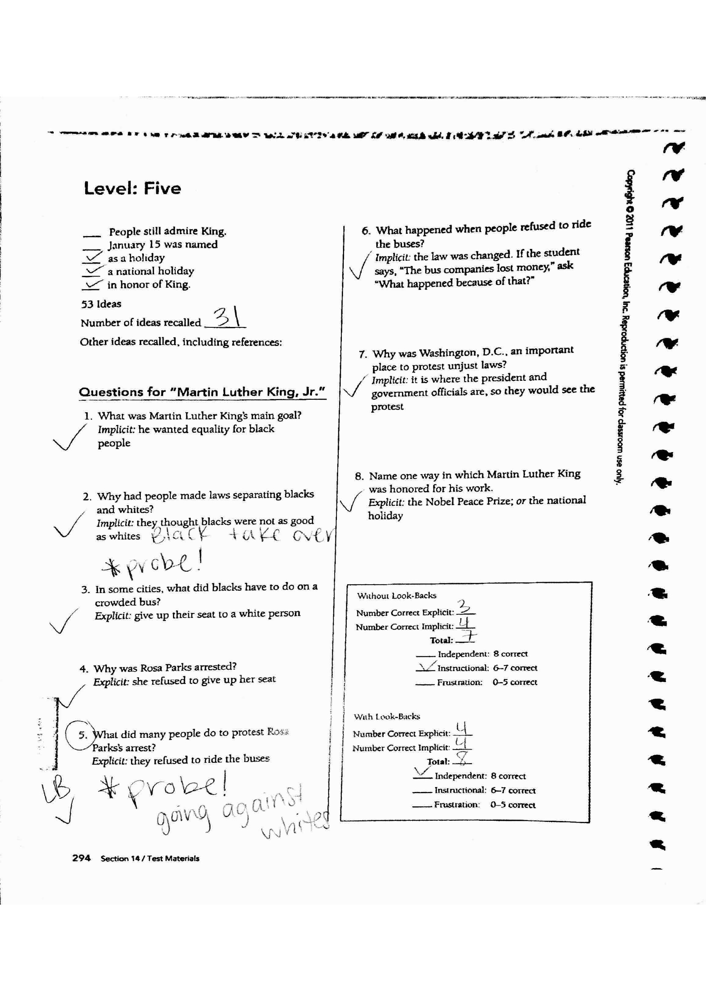 Level: Five
People still admire King.
January 15 was named
✓ as a holiday
✓ a national holiday
✓ in honor of King.
53 Ideas
Number of ideas recalled 31
Other ideas recalled, including references:
Questions for "Martin Luther King, Jr."
1. What was Martin Luther King's main goal?
Implicit: he wanted equality for black
people
2. Why had people made laws separating blacks
and whites?
Implicit: they thought blacks were not as good
as whites Black take over
* probe!
3. In some cities, what did blacks have to do on a
crowded bus?
Explicit: give up their seat to a white person
4. Why was Rosa Parks arrested?
Explicit: she refused to give up her seat
5. What did many people do to protest Rosa
Parks's arrest?
Explicit: they refused to ride the buses
LB * probe!
going against
whites
6. What happened when people refused to ride
the buses?
Implicit: the law was changed. If the student
says, "The bus companies lost money," ask
"What happened because of that?"
7. Why was Washington, D.C., an important
place to protest unjust laws?
Implicit: it is where the president and
government officials are, so they would see the
protest
8. Name one way in which Martin Luther King
was honored for his work.
Explicit: the Nobel Peace Prize; or the national
holiday
Without Look-Backs
Number Correct Explicit: 3
Number Correct Implicit: 4
Total: 7
Independent: 8 correct
✓ Instructional: 6–7 correct
Frustration: 0–5 correct
With Look-Backs
Number Correct Explicit: 4
Number Correct Implicit: 4
Total: 8
✓ Independent: 8 correct
Instructional: 6–7 correct
Frustration: 0–5 correct
Copyright © 2011 Pearson Education, Inc. Reproduction is permitted for classroom use only.
294 Section 14 / Test Materials